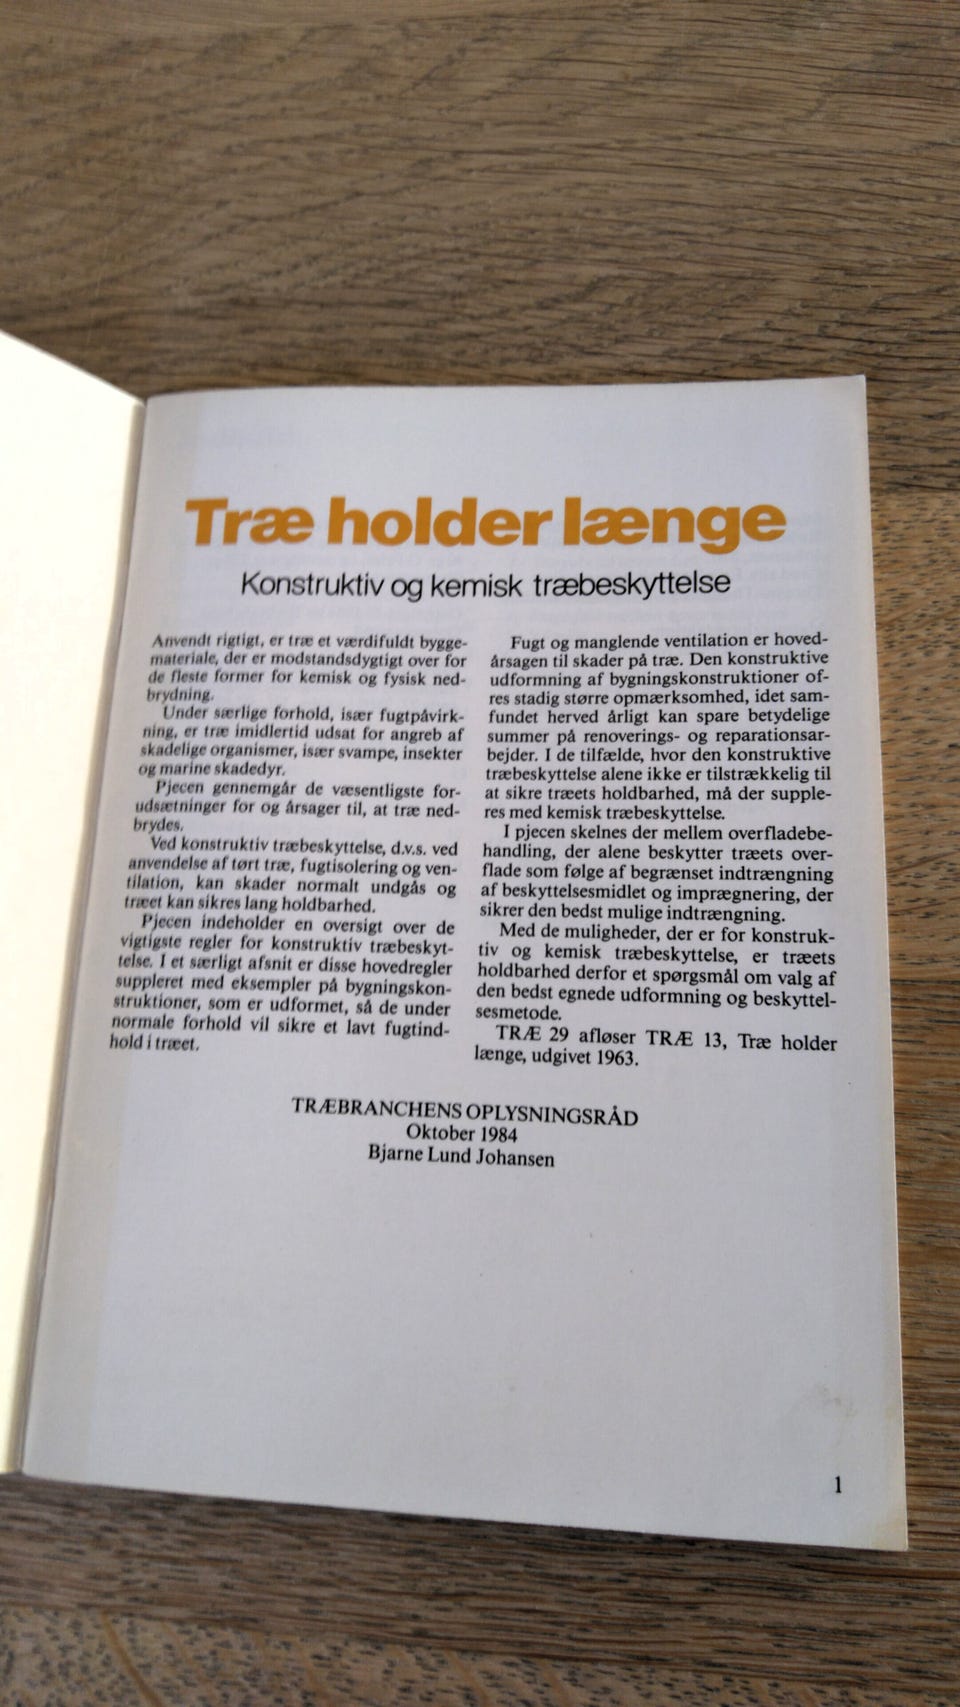 Træ holder længe
Konstruktiv og kemisk træbeskyttelse
Anvendt rigtigt, er træ et værdifuldt bygge-
materiale, der er modstandsdygtigt over for
de fleste former for kemisk og fysisk ned-
brydning.
Under særlige forhold, især fugtpåvirk-
ning, er træ imidlertid udsat for angreb af
skadelige organismer, især svampe, insekter
og marine skadedyr.
Pjecen gennemgår de væsentligste for-
udsætninger for og årsager til, at træ ned-
brydes.
Ved konstruktiv træbeskyttelse, d.v.s. ved
anvendelse af tørt træ, fugtisolering og ven-
tilation, kan skader normalt undgås og
træet kan sikres lang holdbarhed.
Pjecen indeholder en oversigt over de
vigtigste regler for konstruktiv træbeskyt-
telse. I et særligt afsnit er disse hovedregler
suppleret med eksempler på bygningskon-
struktioner, som er udformet, så de under
normale forhold vil sikre et lavt fugtind-
hold i træet.
Fugt og manglende ventilation er hoved-
årsagen til skader på træ. Den konstruktive
udformning af bygningskonstruktioner of-
res stadig større opmærksomhed, idet sam-
fundet herved årligt kan spare betydelige
summer på renoverings- og reparationsar-
bejder. I de tilfælde, hvor den konstruktive
træbeskyttelse alene ikke er tilstrækkelig til
at sikre træets holdbarhed, må der supple-
res med kemisk træbeskyttelse.
I pjecen skelnes der mellem overfladebe-
handling, der alene beskytter træets over-
flade som følge af begrænset indtrængning
af beskyttelsesmidlet og imprægnering, der
sikrer den bedst mulige indtrængning.
Med de muligheder, der er for konstruk-
tiv og kemisk træbeskyttelse, er træets
holdbarhed derfor et spørgsmål om valg af
den bedst egnede udformning og beskyttel-
sesmetode.
TRÆ 29 afløser TRÆ 13, Træ holder
længe, udgivet 1963.
TRÆBRANCHENS OPLYSNINGSRÅD
Oktober 1984
Bjarne Lund Johansen
1